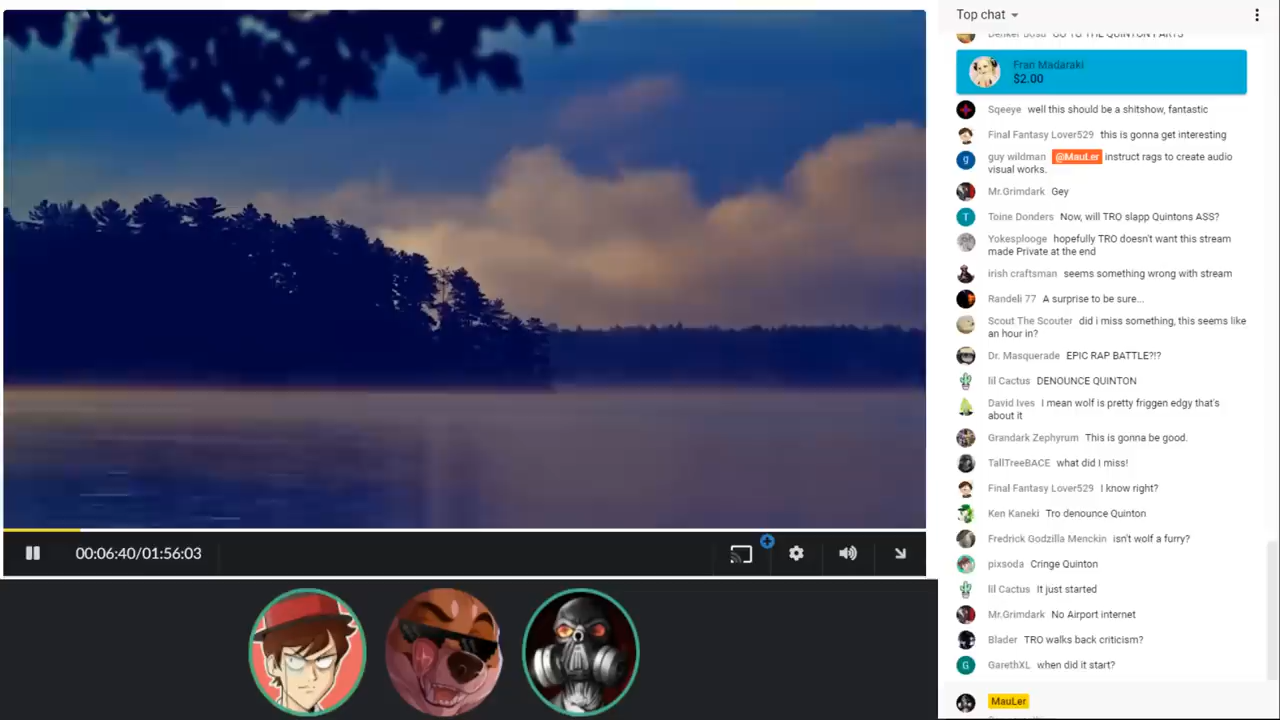 Top chat
Denker Bosu GO TO THE QUINTON PARTS
Fran Madaraki
$2.00
Sqeeye well this should be a shitshow, fantastic
Final Fantasy Lover529 this is gonna get interesting
guy wildman @MauLer instruct rags to create audio
visual works.
Mr.Grimdark Gey
T
Toine Donders Now, will TRO slapp Quintons ASS?
Yokesplooge hopefully TRO doesn't want this stream
made Private at the end
irish craftsman seems something wrong with stream
Randeli 77 A surprise to be sure...
Scout The Scouter did i miss something, this seems like
an hour in?
Dr. Masquerade EPIC RAP BATTLE?!?
lil Cactus DENOUNCE QUINTON
David Ives I mean wolf is pretty friggen edgy that's
about it
Grandark Zephyrum This is gonna be good.
TallTreeBACE what did I miss!
Final Fantasy Lover529 I know right?
Ken Kaneki Tro denounce Quinton
Fredrick Godzilla Menckin isn't wolf a furry?
pixsoda Cringe Quinton
lil Cactus It just started
Mr.Grimdark No Airport internet
Blader TRO walks back criticism?
G
GarethXL when did it start?
MauLer
g
00:06:40/01:56:03